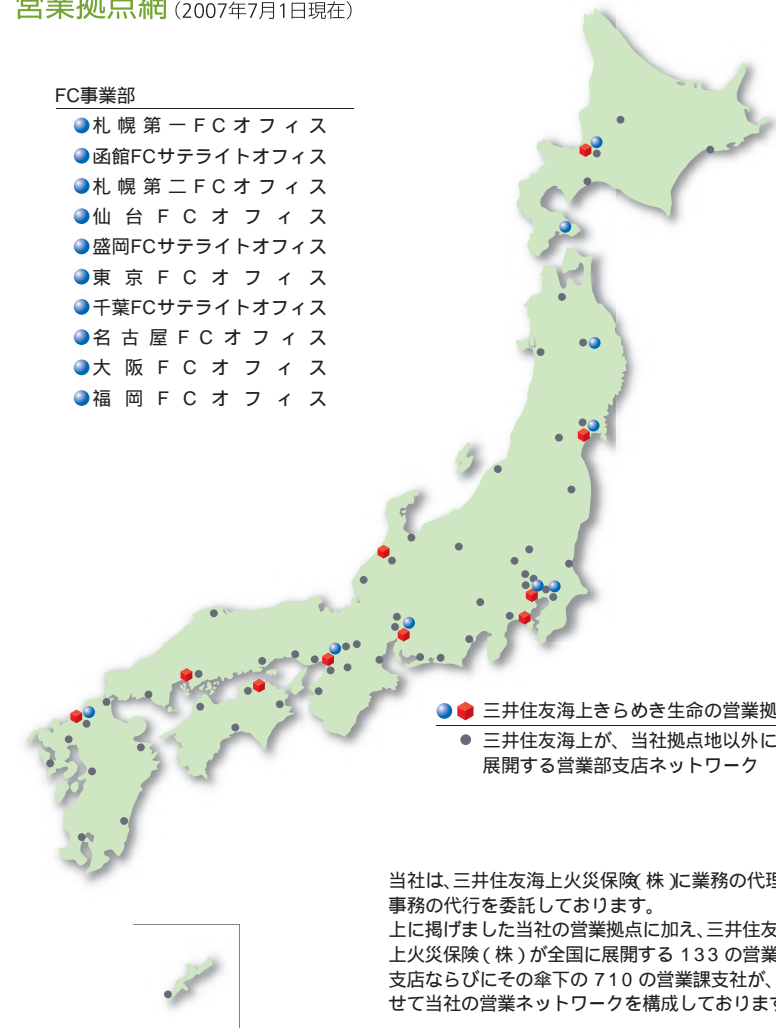 営業拠点網(2007年7月1日現在)
FC事業部
札幌第一FCオフィス
函館FCサテライトオフィス
札幌第二FCオフィス
仙台FCオフィス
盛岡FCサテライトオフィス
東京FCオフィス
千葉FCサテライトオフィス
名古屋FCオフィス
大阪FCオフィス
福岡FCオフィス
三井住友海上きらめき生命の営業拠
三井住友海上が、当社拠点地以外に
展開する営業部支店ネットワーク
当社は、三井住友海上火災保険(株)に業務の代理
事務の代行を委託しております。
上に掲げました当社の営業拠点に加え、三井住友
上火災保険(株)が全国に展開する133の営業
支店ならびにその傘下の710の営業課支社が、
せて当社の営業ネットワークを構成しております